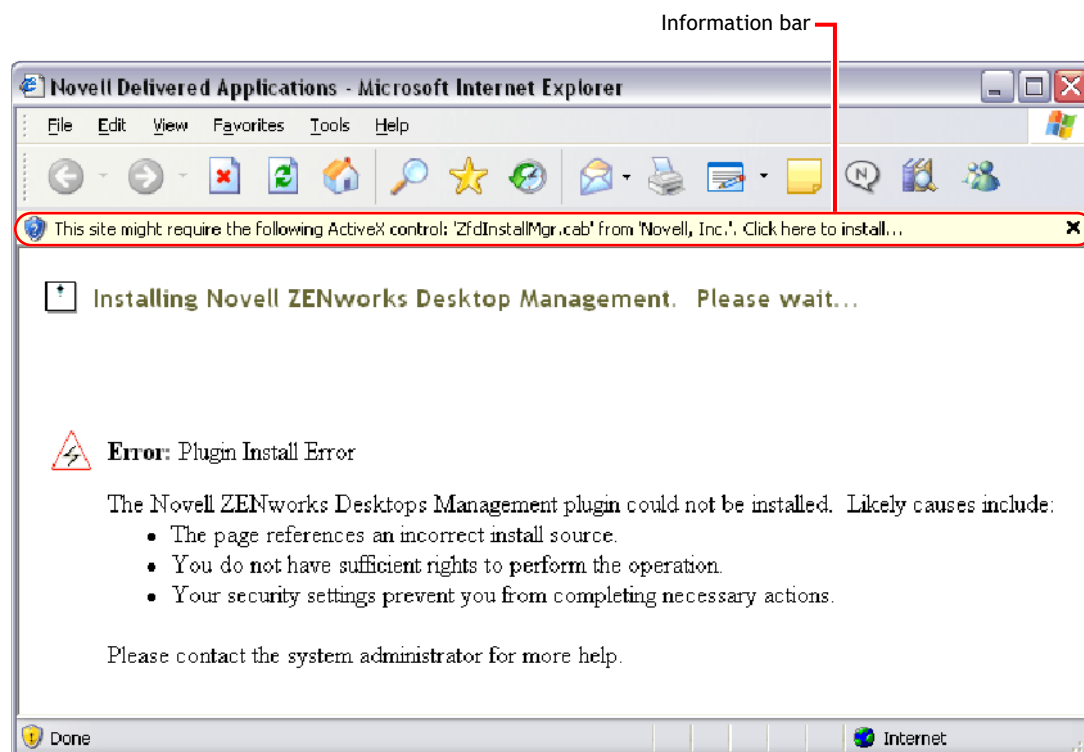 Information bar
Novell Delivered Applications - Microsoft Internet Explorer
File Edit View Favorites Tools Help
N
This site might require the following ActiveX control: 'ZfdInstallMgr.cab' from 'Novell, Inc.'. Click here to install...
Installing Novell ZENworks Desktop Management. Please wait...
Error: Plugin Install Error
The Novell ZENworks Desktops Management plugin could not be installed. Likely causes include:
• The page references an incorrect install source.
• You do not have sufficient rights to perform the operation.
• Your security settings prevent you from completing necessary actions.
Please contact the system administrator for more help.
Done Internet